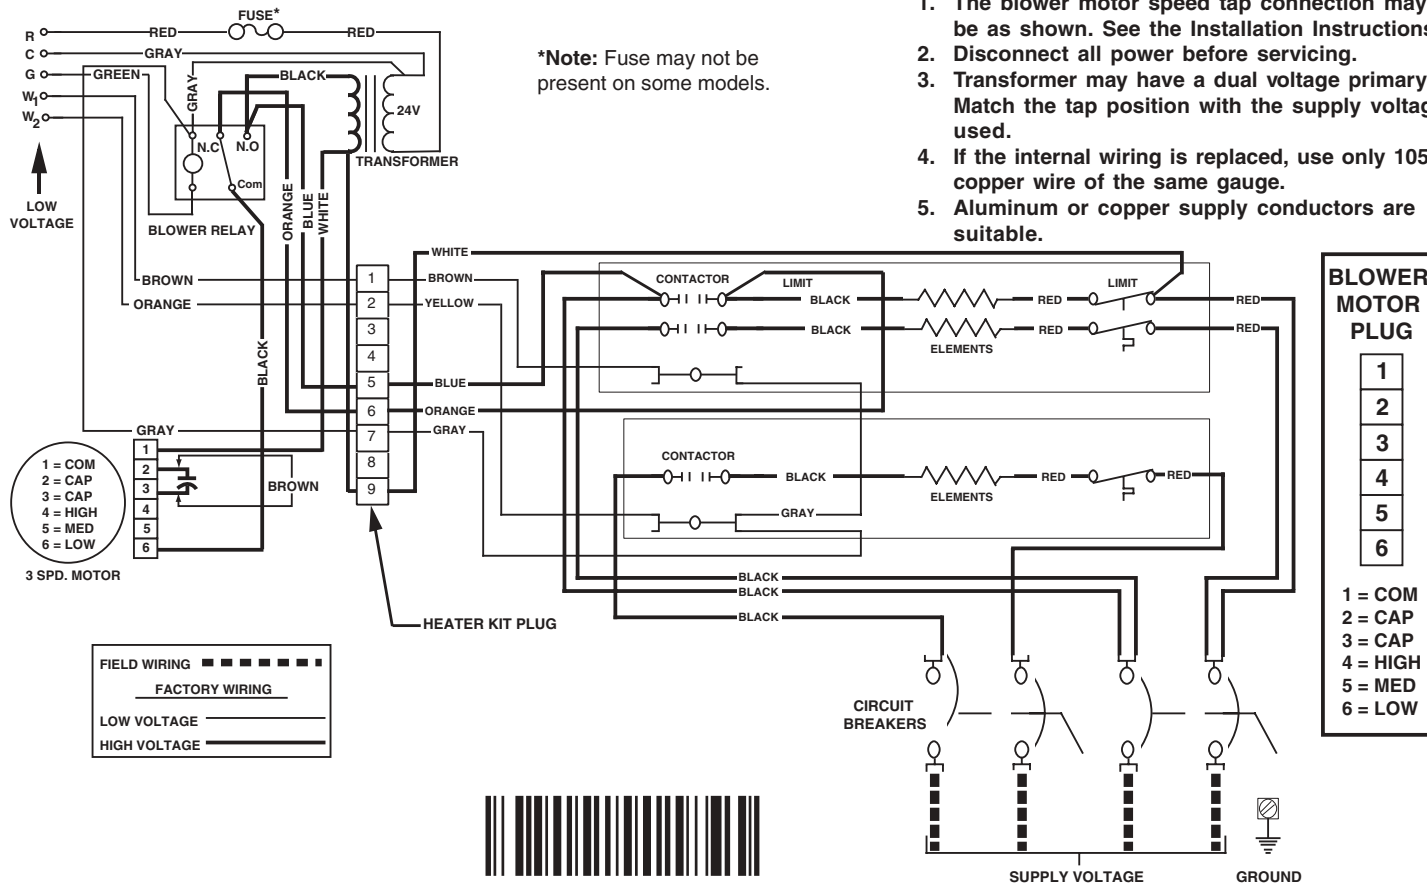 1. The blower motor speed tap connection may
be as shown. See the Installation Instructions
2. Disconnect all power before servicing.
3. Transformer may have a dual voltage primary
Match the tap position with the supply
used.
4. If the internal wiring is replaced, use only 105
copper wire of the same gauge.
5. Aluminum or copper supply conductors are
suitable.
*Note: Fuse may not be
present on some models.
FUSE*
R
RED
RED
C
GRAY
G
GREEN
BLACK
W1
W2
GRAY
24V
N.C
N.O
Com
TRANSFORMER
LOW
VOLTAGE
BLOWER RELAY
ORANGE
BLUE
WHITE
BLACK
BROWN
ORANGE
GRAY
1
2
3
4
5
6
7
8
9
WHITE
BROWN
YELLOW
BLUE
ORANGE
GRAY
CONTACTOR
LIMIT
BLACK
RED
LIMIT
RED
BLACK
RED
RED
ELEMENTS
CONTACTOR
BLACK
RED
RED
ELEMENTS
GRAY
BLACK
BLACK
BLACK
1 = COM
2 = CAP
3 = CAP
4 = HIGH
5 = MED
6 = LOW
3 SPD. MOTOR
1
2
3
4
5
6
BROWN
HEATER KIT PLUG
FIELD WIRING
FACTORY WIRING
LOW VOLTAGE
HIGH VOLTAGE
CIRCUIT
BREAKERS
SUPPLY VOLTAGE
GROUND
BLOWER
MOTOR
PLUG
1
2
3
4
5
6
1 = COM
2 = CAP
3 = CAP
4 = HIGH
5 = MED
6 = LOW